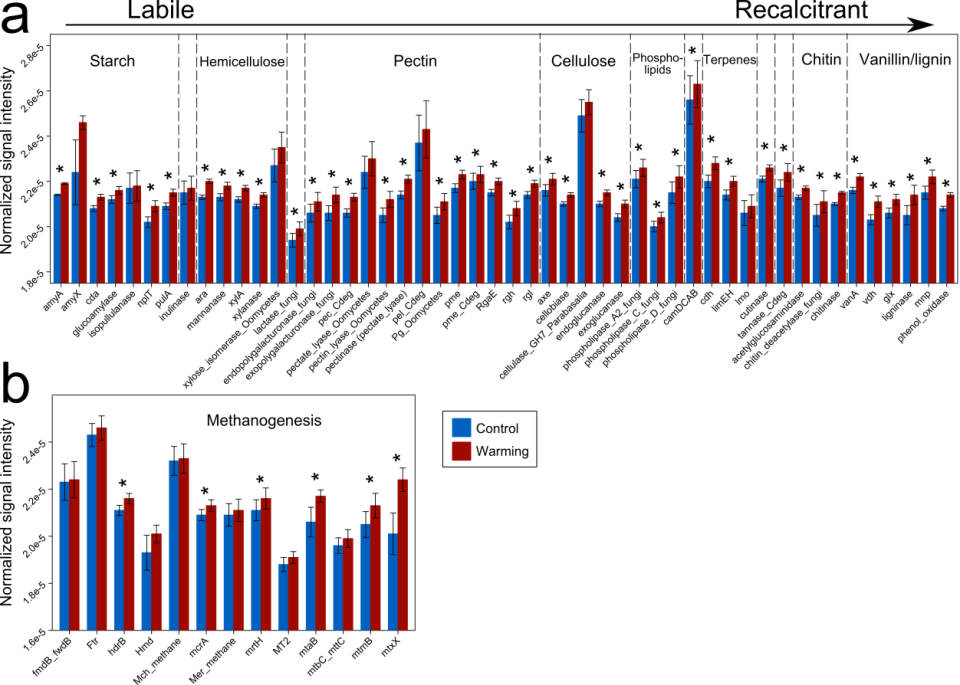 a
Labile Recalcitrant
Starch Hemicellulose Pectin Cellulose Phospho-lipids Terpenes Chitin Vanillin/lignin
Normalized signal intensity
2.8e-5
2.6e-5
2.4e-5
2.2e-5
2.0e-5
1.8e-5
* * * * * * * * * * * * * * * * * * * * * * * * * * * * * * * * * * * * * * * * * *
amyA
amyX
cda
glucoamylase
isopullulanase
nplT
pulA
inulinase
ara
mannanase
xylA
xylanase
xylose_isomerase_Oomycetes
lactase_fungi
endopolygalacturonase_fungi
exopolygalacturonase_fungi
pec_Cdeg
pectate_lyase_Oomycetes
pectin_lyase_Oomycetes
pectinase (pectate_lyase)
pel_Cdeg
Pg_Oomycetes
pme
pme_Cdeg
RgaE
rgh
rgl
axe
cellobiase
cellulase_GH7_Parabasalia
endoglucanase
exoglucanase
phospholipase_A2_fungi
phospholipase_C_fungi
phospholipase_D_fungi
camDCAB
cdh
limEH
lmo
cutinase
tannase_Cdeg
acetylglucosaminidase
chitin_deacetylase_fungi
chitinase
vanA
vdh
glx
ligninase
mnp
phenol_oxidase
b
Methanogenesis
Normalized signal intensity
2.4e-5
2.2e-5
2.0e-5
1.8e-5
1.6e-5
* * * * * *
fmdB_fwdB
Ftr
hdrB
Hmd
Mch_methane
mcrA
Mer_methane
mrtH
MT2
mtaB
mtbC_mttC
mtmB
mtxX
Control
Warming